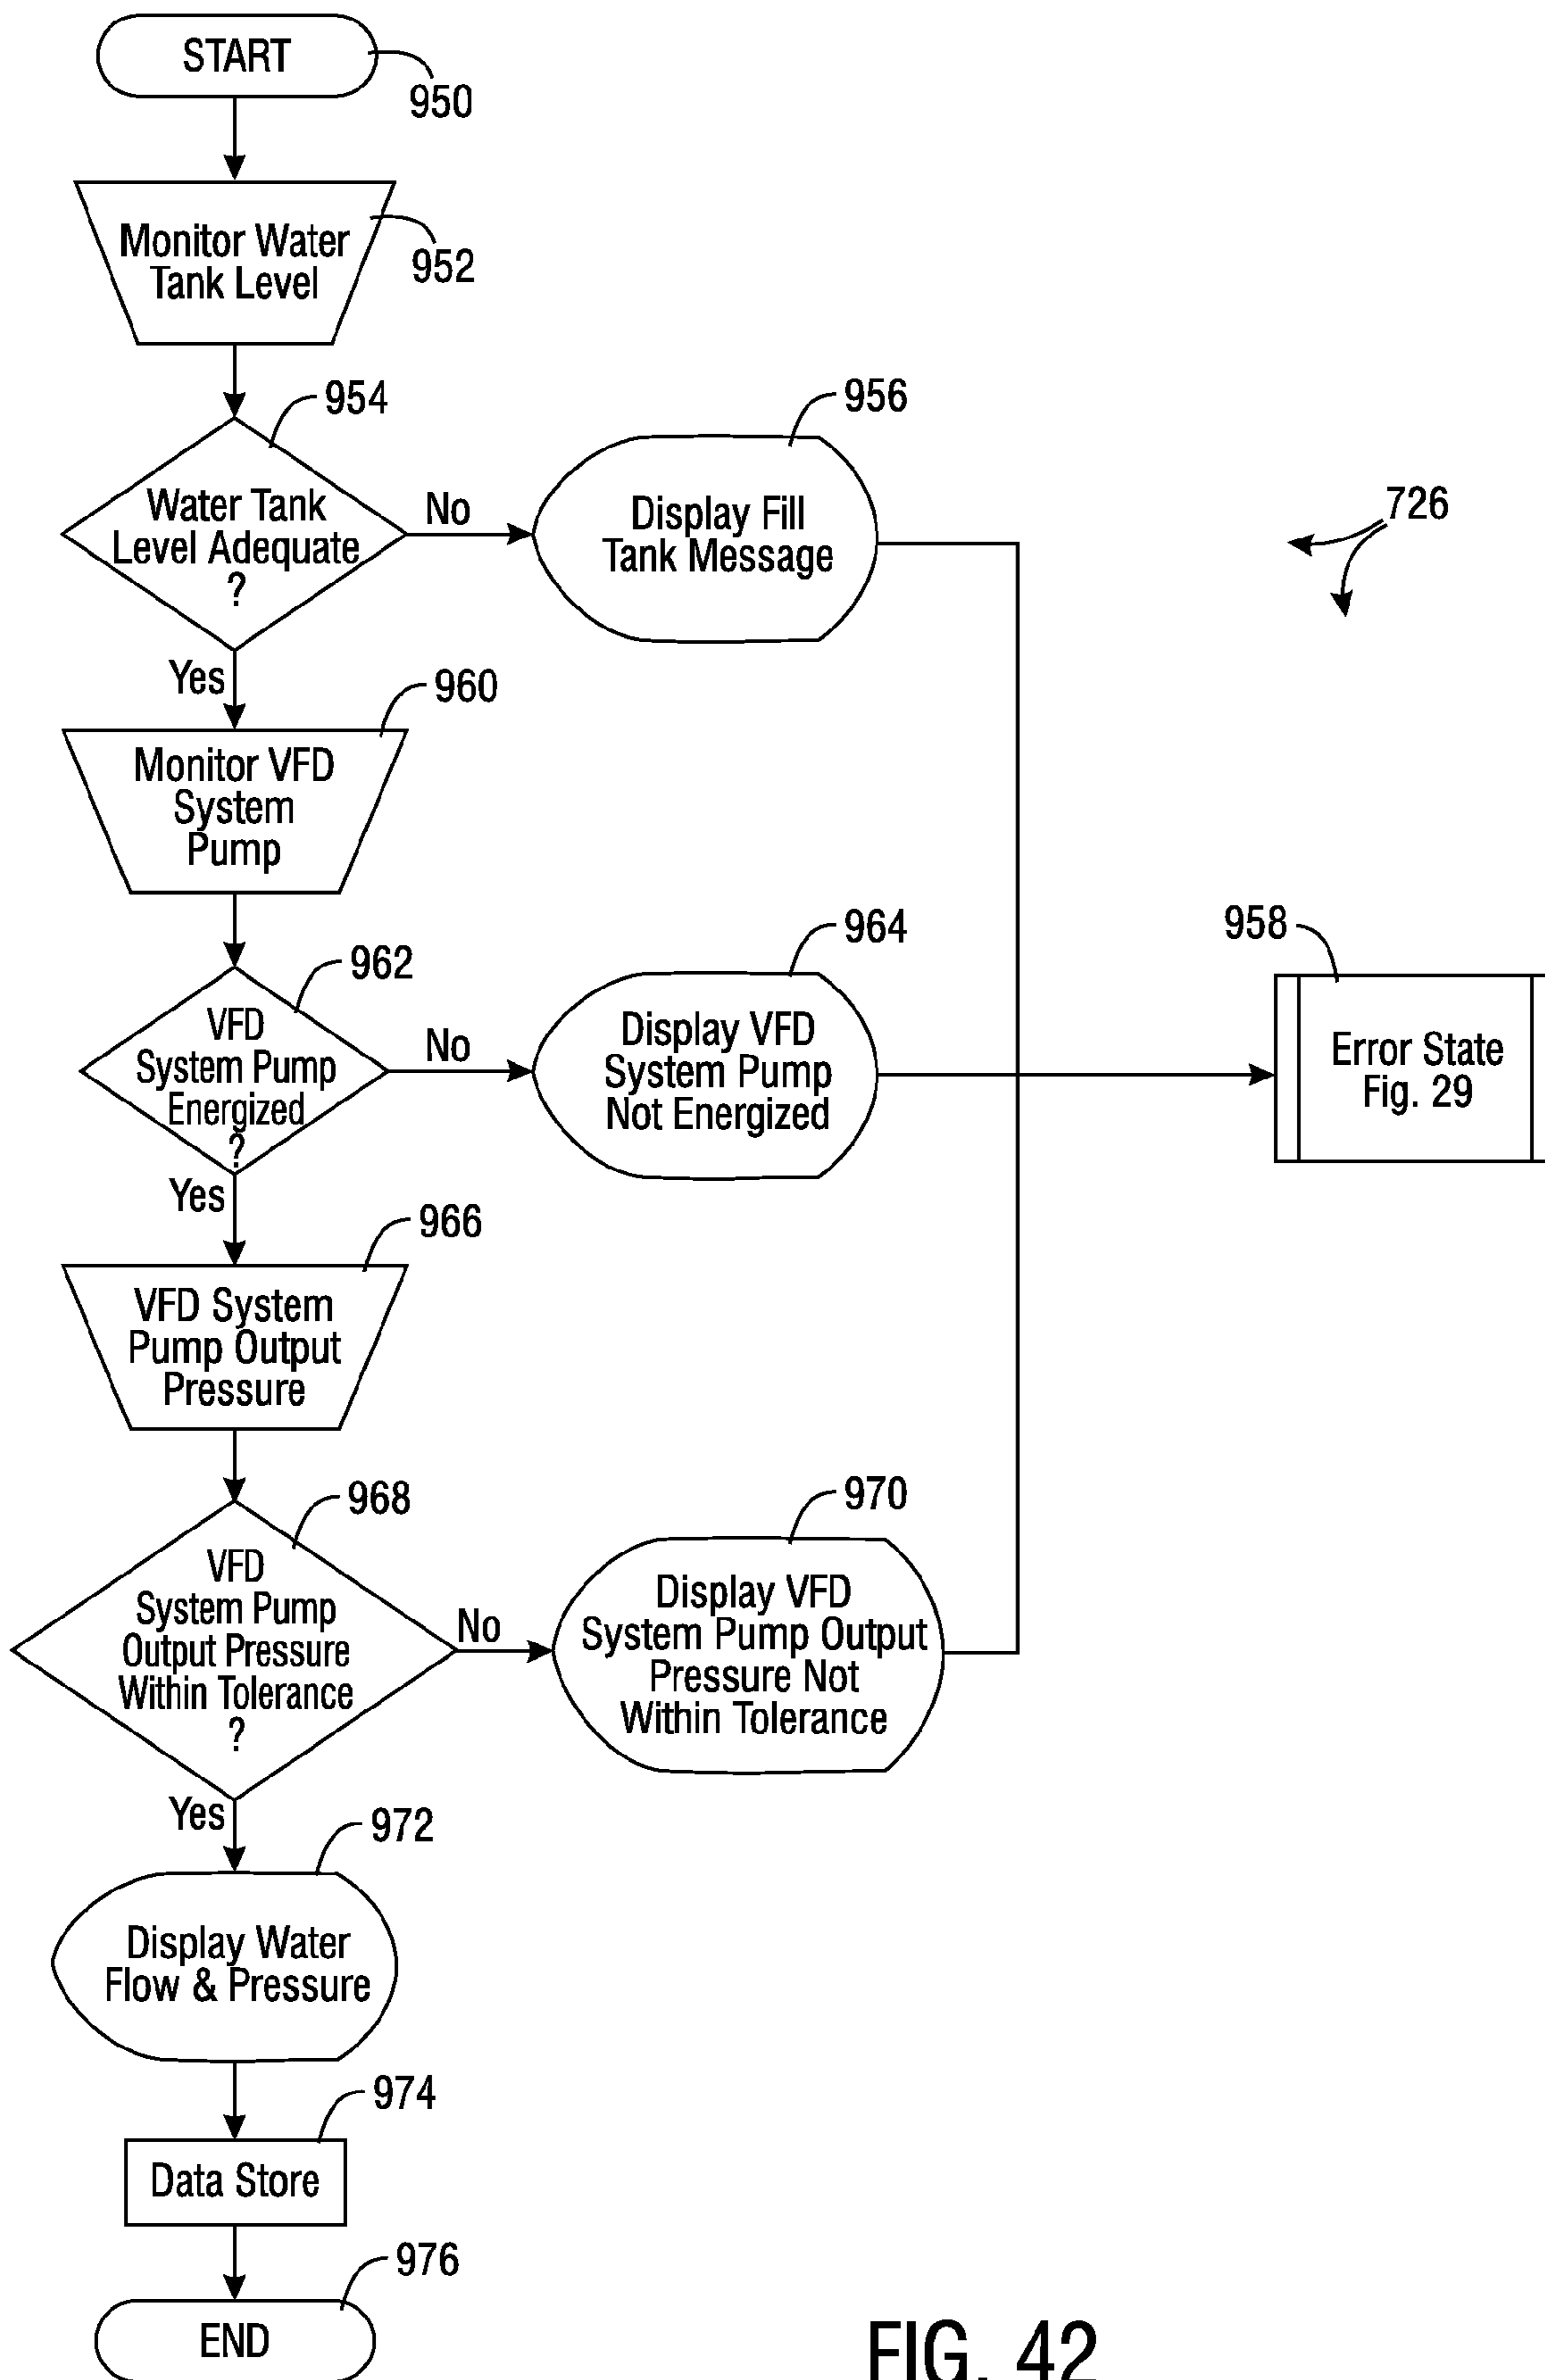 START
950
Monitor Water
Tank Level
952
954
Water Tank
Level Adequate
?
No
956
Display Fill
Tank Message
726
Yes
960
Monitor VFD
System
Pump
962
VFD
System Pump
Energized
?
No
964
Display VFD
System Pump
Not Energized
958
Error State
Fig. 29
Yes
966
VFD System
Pump Output
Pressure
968
VFD
System Pump
Output Pressure
Within Tolerance
?
No
970
Display VFD
System Pump Output
Pressure Not
Within Tolerance
Yes
972
Display Water
Flow & Pressure
974
Data Store
976
END
FIG. 42